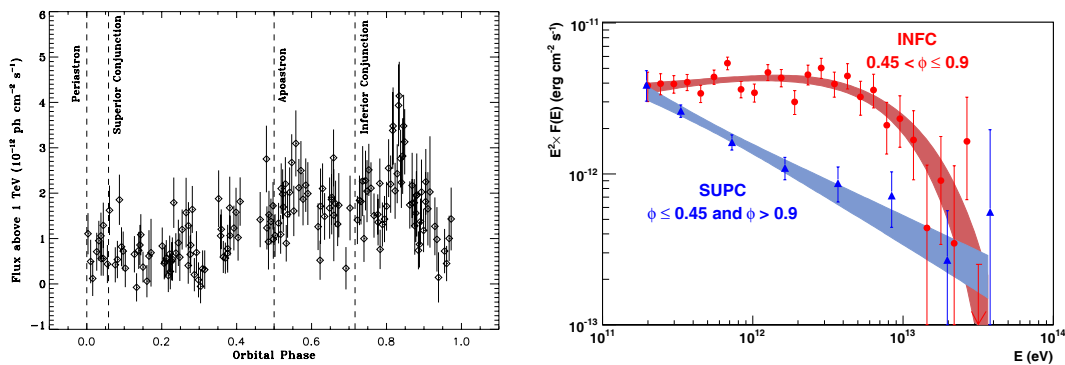 6
5
4
3
2
1
0
-1
Flux above 1 TeV (10⁻¹² ph cm⁻² s⁻¹)
Periastron
Superior Conjunction
Apoastron
Inferior Conjunction
0.0 0.2 0.4 0.6 0.8 1.0
Orbital Phase
10⁻¹¹
10⁻¹²
10⁻¹³
E²× F(E) (erg cm⁻² s⁻¹)
INFC
0.45 < ϕ ≤ 0.9
SUPC
ϕ ≤ 0.45 and ϕ > 0.9
10¹¹ 10¹² 10¹³ 10¹⁴
E (eV)